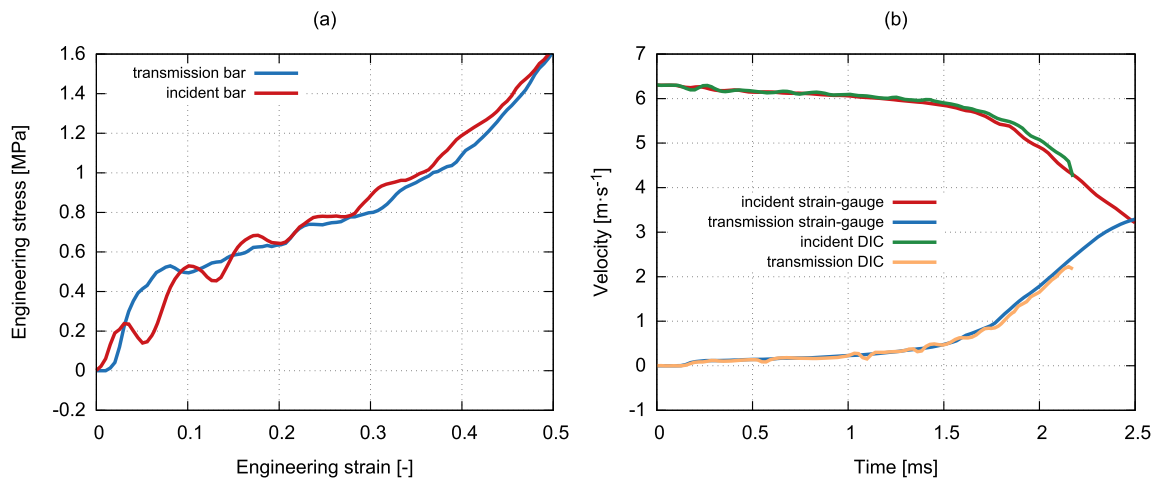 (a)
Engineering stress [MPa]
1.6
1.4
1.2
1
0.8
0.6
0.4
0.2
0
-0.2
transmission bar
incident bar
0 0.1 0.2 0.3 0.4 0.5
Engineering strain [-]
(b)
Velocity [m·s-1]
7
6
5
4
3
2
1
0
-1
incident strain-gauge
transmission strain-gauge
incident DIC
transmission DIC
0 0.5 1 1.5 2 2.5
Time [ms]